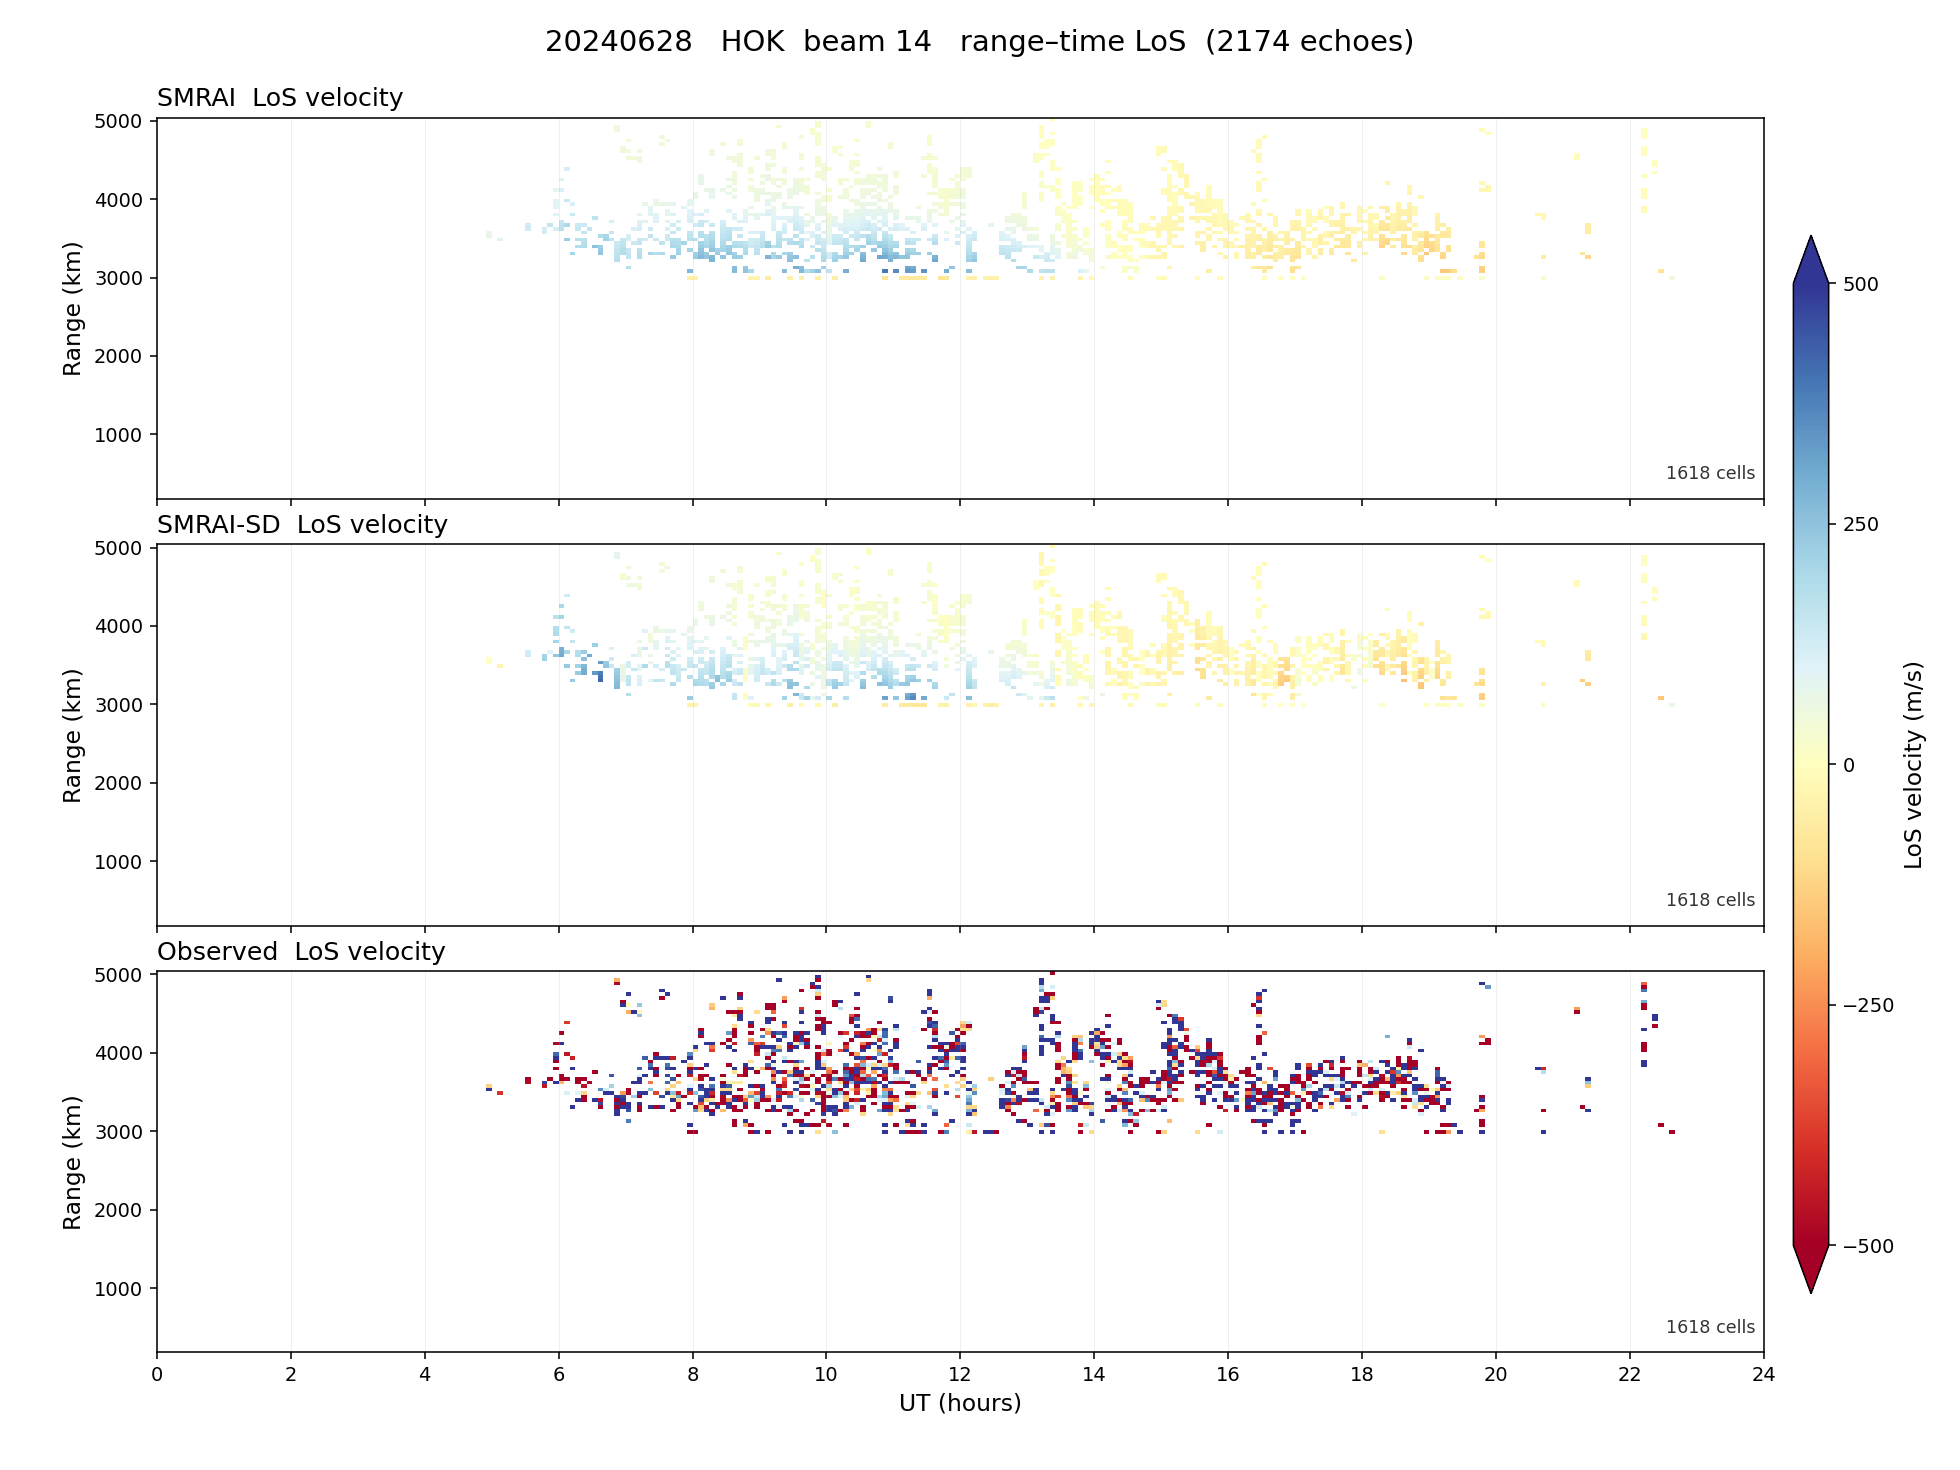 20240628   HOK  beam 14   range–time LoS  (2174 echoes)
SMRAI  LoS velocity
5000
4000
3000
2000
1000
Range (km)
1618 cells
SMRAI-SD  LoS velocity
5000
4000
3000
2000
1000
Range (km)
1618 cells
Observed  LoS velocity
5000
4000
3000
2000
1000
Range (km)
1618 cells
0 2 4 6 8 10 12 14 16 18 20 22 24
UT (hours)
500
250
0
−250
−500
LoS velocity (m/s)